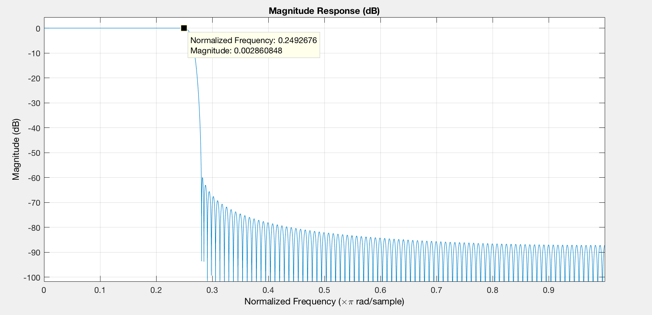 Magnitude Response (dB)
0
Normalized Frequency: 0.2492676
Magnitude: 0.002860848
-10
-20
-30
-40
-50
-60
-70
-80
-90
-100
Magnitude (dB)
0 0.1 0.2 0.3 0.4 0.5 0.6 0.7 0.8 0.9
Normalized Frequency (×π rad/sample)